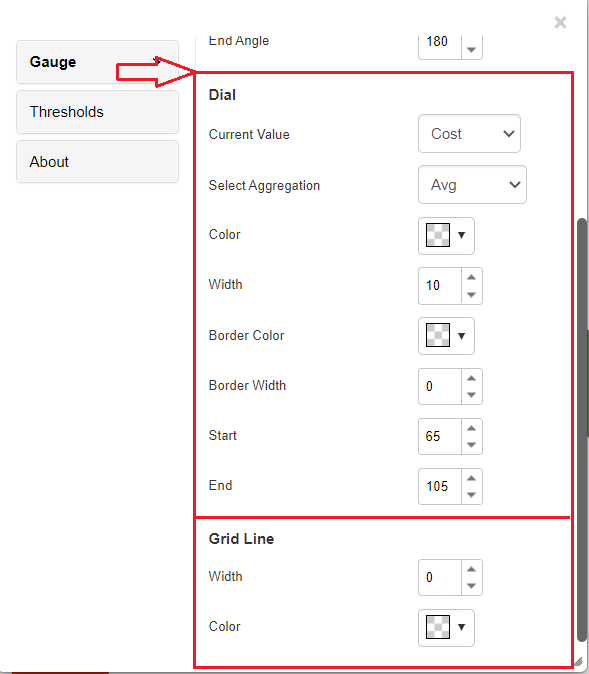 ×
Gauge
Thresholds
About
End Angle 180
Dial
Current Value Cost
Select Aggregation Avg
Color
Width 10
Border Color
Border Width 0
Start 65
End 105
Grid Line
Width 0
Color